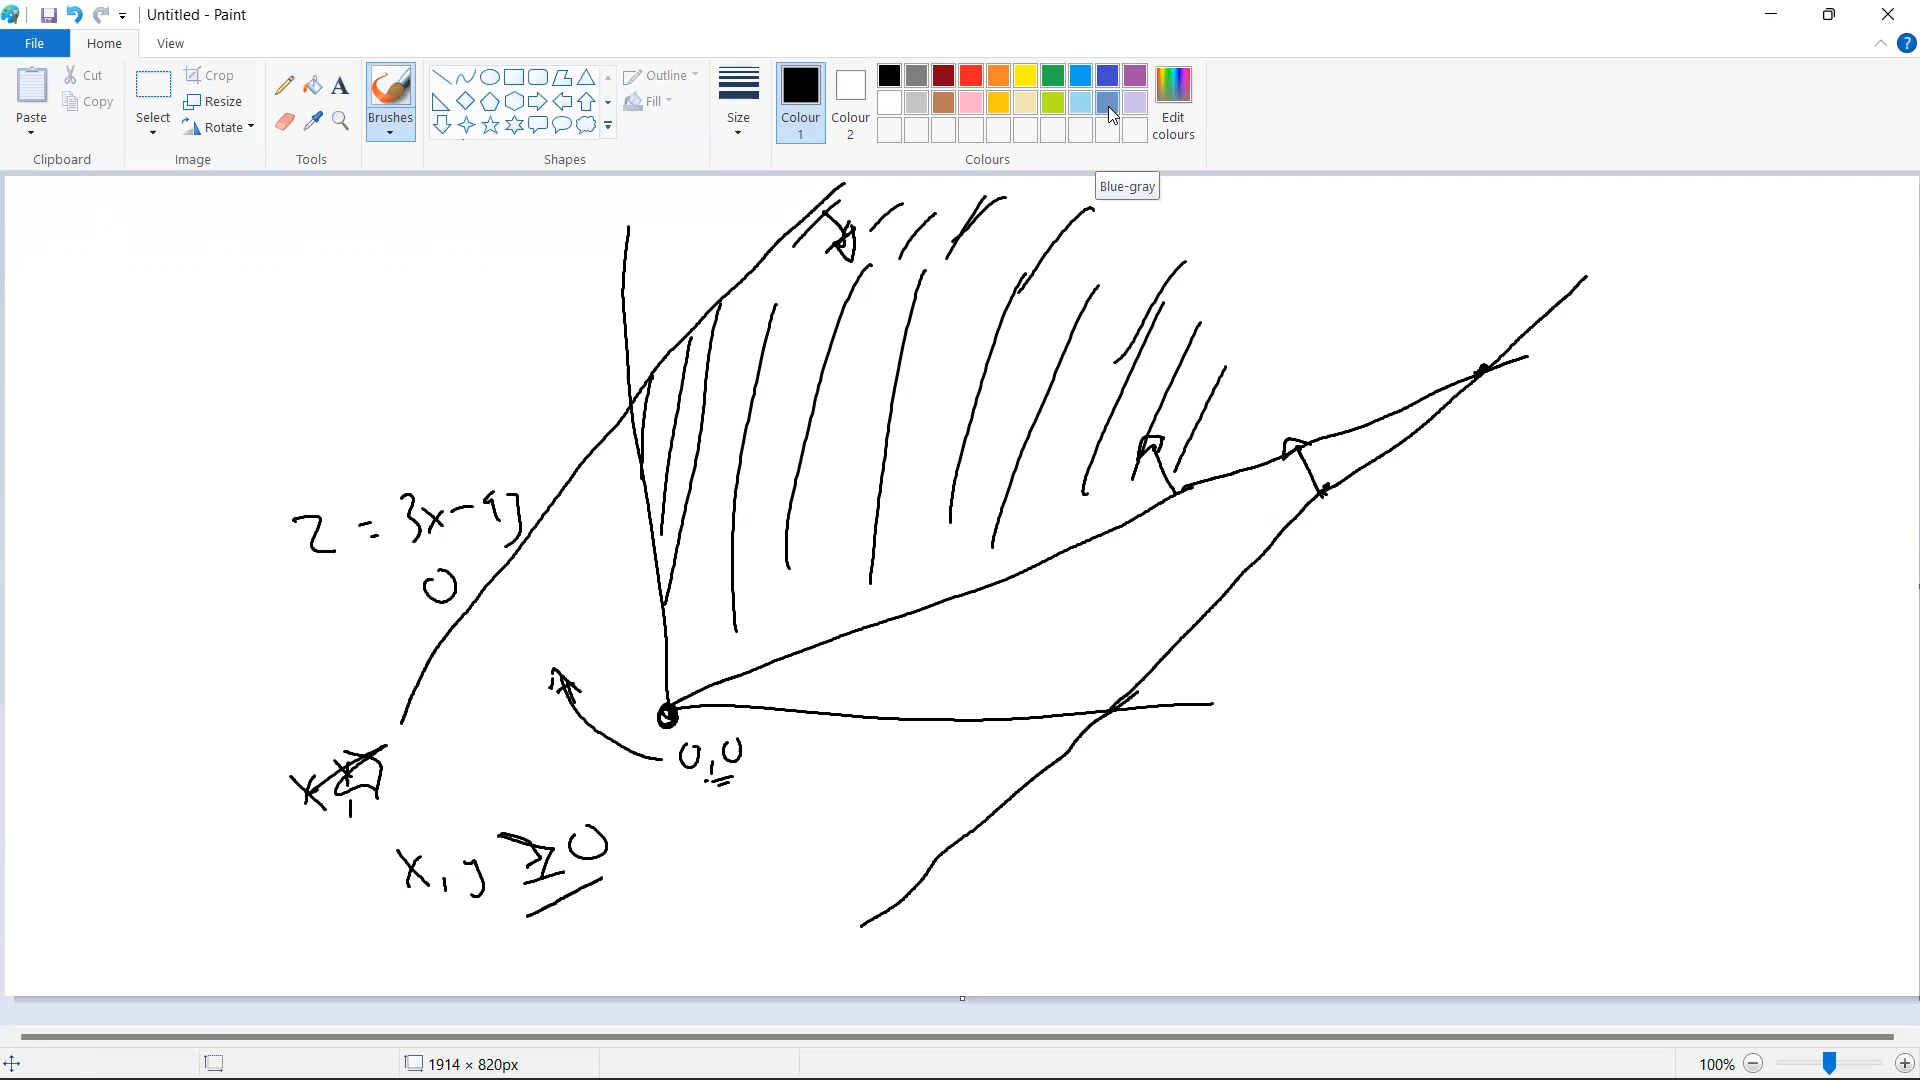 Untitled - Paint
File Home View
Paste
Cut
Copy
Clipboard
Select
Crop
Resize
Rotate
Image
A
Tools
Brushes
Outline
Fill
Shapes
Size
Colour 1
Colour 2
Edit colours
Colours
Blue-gray
z = 3x - 9y
0
0,0
x, y ≥ 0
1914 × 820px
100%